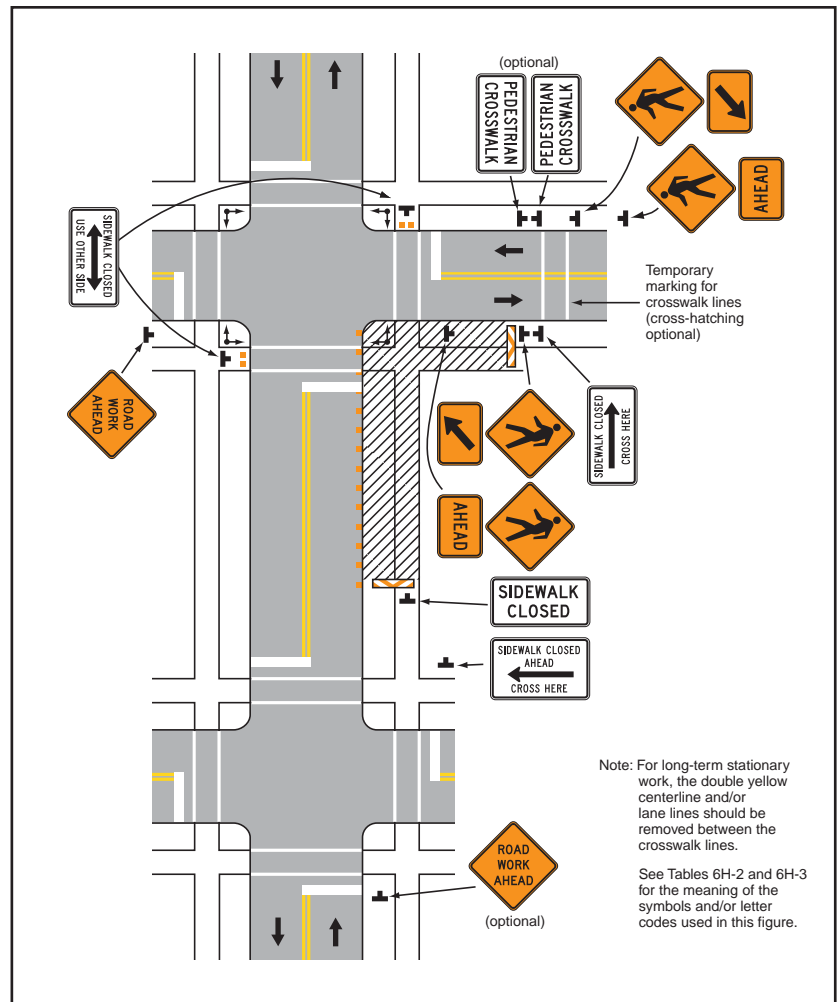 (optional)
PEDESTRIAN
CROSSWALK
PEDESTRIAN
CROSSWALK
AHEAD
SIDEWALK CLOSED
USE OTHER SIDE
Temporary
marking for
crosswalk lines
(cross-hatching
optional)
ROAD
WORK
AHEAD
SIDEWALK CLOSED
CROSS HERE
AHEAD
SIDEWALK
CLOSED
SIDEWALK CLOSED
AHEAD
CROSS HERE
Note: For long-term stationary
work, the double yellow
centerline and/or
lane lines should be
removed between the
crosswalk lines.
See Tables 6H-2 and 6H-3
for the meaning of the
symbols and/or letter
codes used in this figure.
ROAD
WORK
AHEAD
(optional)